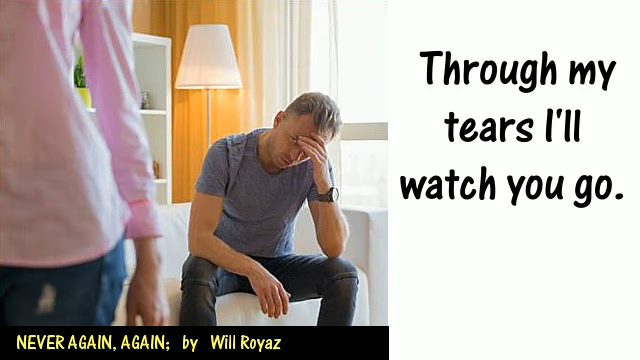 Through my
tears I'll
watch you go.
NEVER AGAIN, AGAIN; by Will Royaz